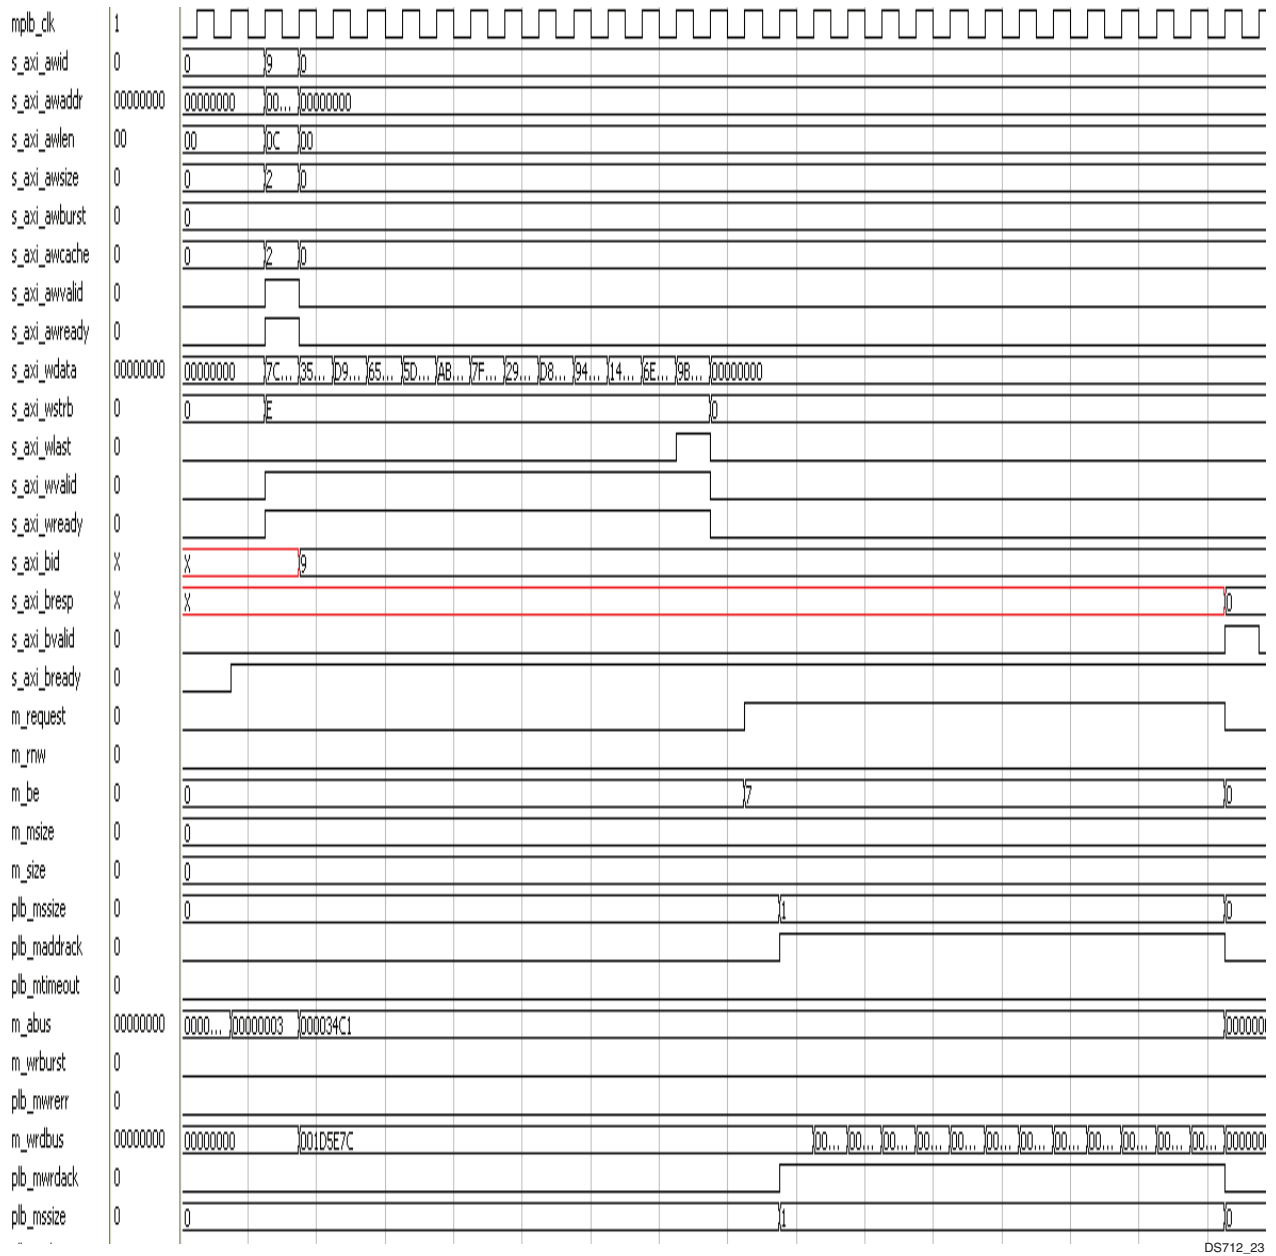 mplb_clk 1
s_axi_awid 0 0 9 0
s_axi_awaddr 00000000 00000000 00... 00000000
s_axi_awlen 00 00 0C 00
s_axi_awsize 0 0 2 0
s_axi_awburst 0 0
s_axi_awcache 0 0 2 0
s_axi_awvalid 0
s_axi_awready 0
s_axi_wdata 00000000 00000000 7C... 35... D9... 65... 5D... AB... 7F... 29... D8... 94... 14... 6E... 9B... 00000000
s_axi_wstrb 0 0 E 0
s_axi_wlast 0
s_axi_wvalid 0
s_axi_wready 0
s_axi_bid X X 9
s_axi_bresp X X 0
s_axi_bvalid 0
s_axi_bready 0
m_request 0
m_rnw 0
m_be 0 0 7 0
m_msize 0 0
m_size 0 0
plb_mssize 0 0 1 0
plb_maddrack 0
plb_mtimeout 0
m_abus 00000000 0000... 00000003 000034C1 0000000
m_wrburst 0
plb_mwrerr 0
m_wrdbus 00000000 00000000 001D5E7C 00... 00... 00... 00... 00... 00... 00... 00... 00... 00... 00... 00... 0000000
plb_mwrdack 0
plb_mssize 0 0 1 0
DS712_23